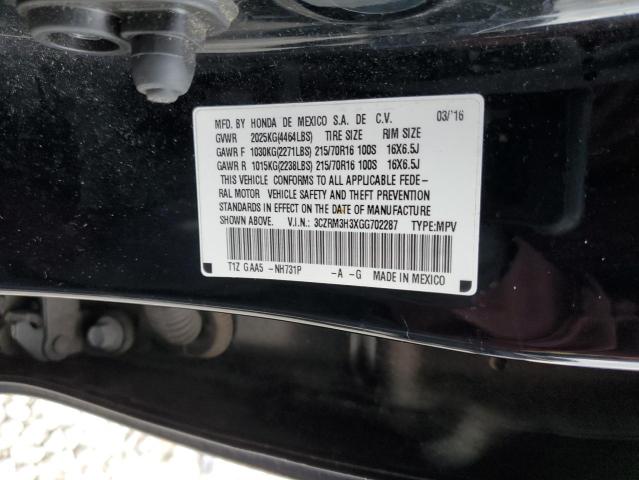 MFD. BY HONDA DE MEXICO S.A. DE C.V. 03/'16
GVWR 2025KG(4464LBS) TIRE SIZE RIM SIZE
GAWR F 1030KG(2271LBS) 215/70R16 100S 16X6.5J
GAWR R 1015KG(2238LBS) 215/70R16 100S 16X6.5J
THIS VEHICLE CONFORMS TO ALL APPLICABLE FEDE-
RAL MOTOR VEHICLE SAFETY AND THEFT PREVENTION
STANDARDS IN EFFECT ON THE DATE OF MANUFACTURE
SHOWN ABOVE. V.I.N.: 3CZRM3H3XGG702287 TYPE:MPV
T1Z GAA5 -NH731P -A -G MADE IN MEXICO